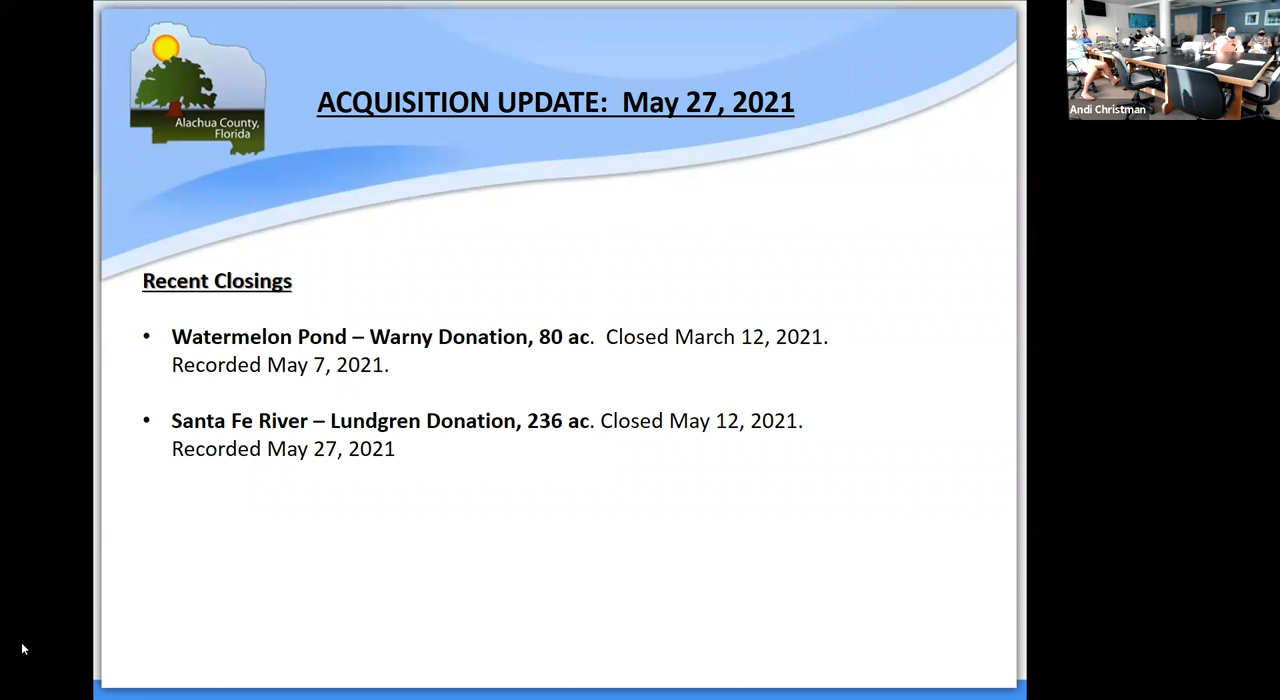 Alachua County,
Florida
ACQUISITION UPDATE:  May 27, 2021
Andi Christman
Recent Closings
• Watermelon Pond – Warny Donation, 80 ac.  Closed March 12, 2021.
Recorded May 7, 2021.
• Santa Fe River – Lundgren Donation, 236 ac. Closed May 12, 2021.
Recorded May 27, 2021